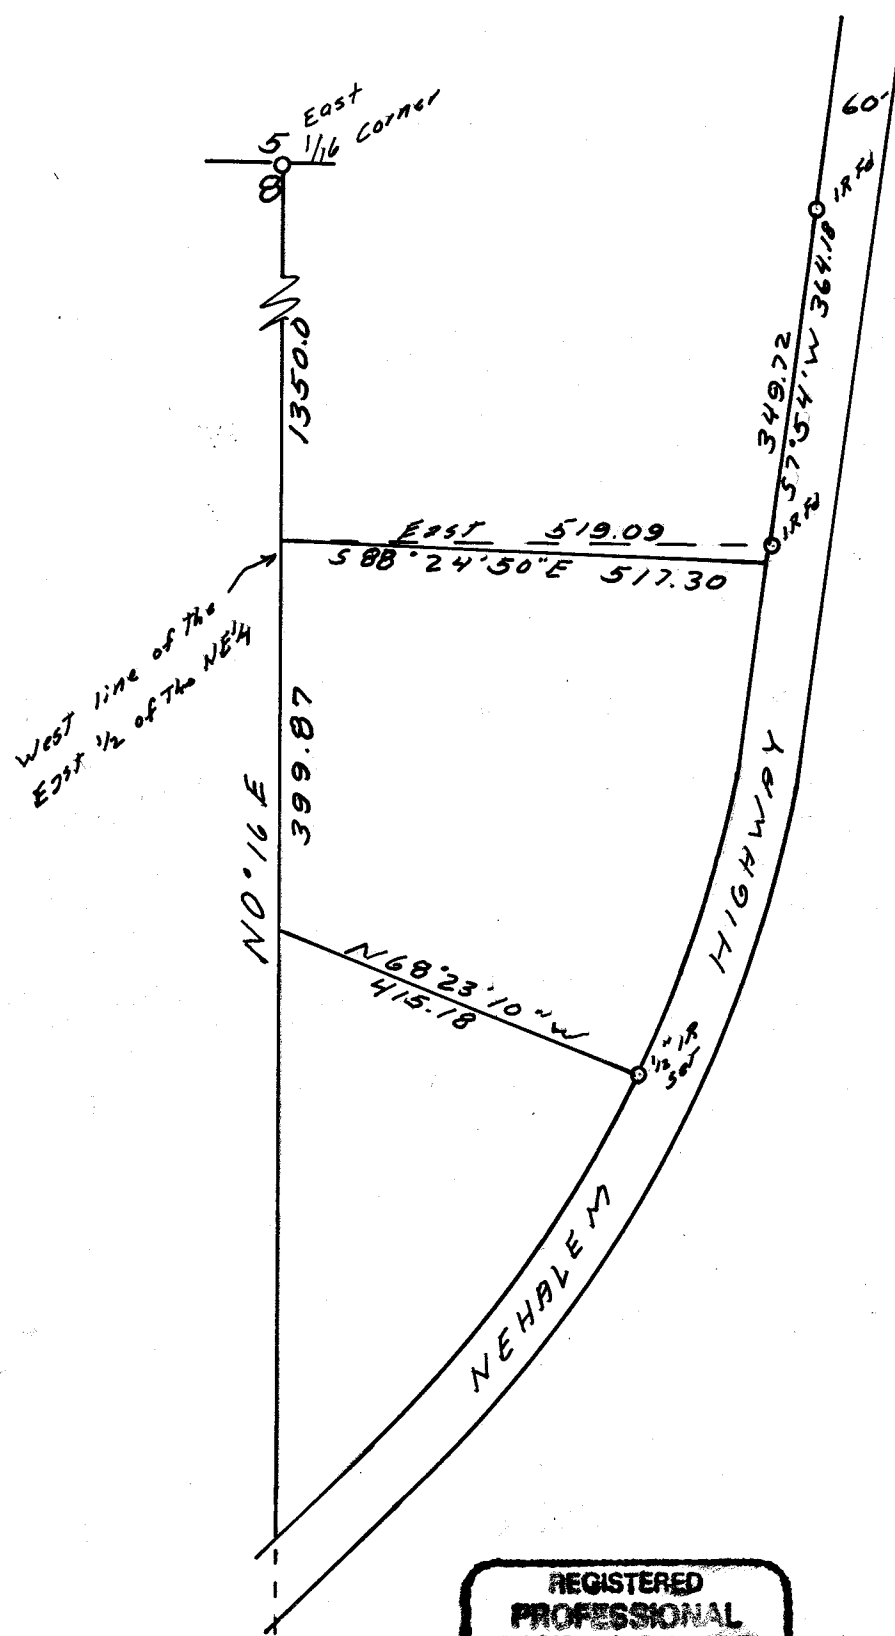 East
1/16 Corner
5
8
60'
IR Fd
364.18
S7°54'W
349.72
1350.0
IR Fd
East 519.09
S 88°24'50"E 517.30
West line of the
East 1/2 of The NE1/4
399.87
N0°16 E
HIGHWAY
N68°23'10"W
415.18
1/2" IR
Set
NEHALEM
REGISTERED
PROFESSIONAL